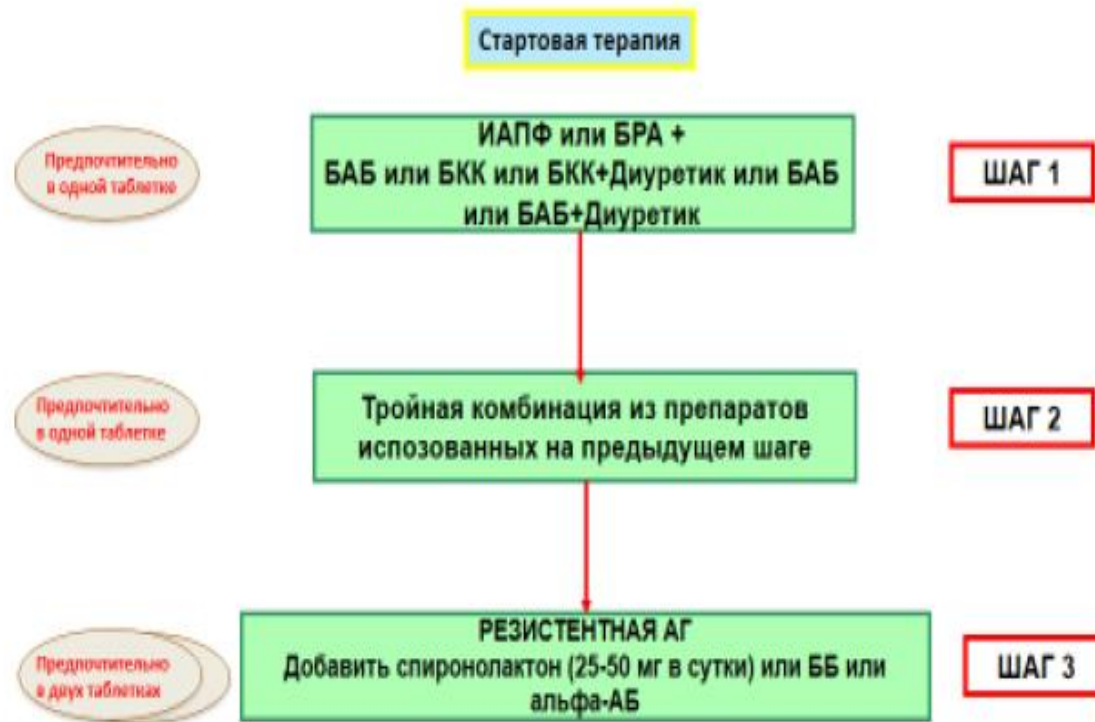 Стартовая терапия
Предпочтительно
в одной таблетке
ИАПФ или БРА +
БАБ или БКК или БКК+Диуретик или БАБ
или БАБ+Диуретик
ШАГ 1
Предпочтительно
в одной таблетке
Тройная комбинация из препаратов
испозованных на предыдущем шаге
ШАГ 2
Предпочтительно
в двух таблетках
РЕЗИСТЕНТНАЯ АГ
Добавить спиронолактон (25-50 мг в сутки) или ББ или
альфа-АБ
ШАГ 3